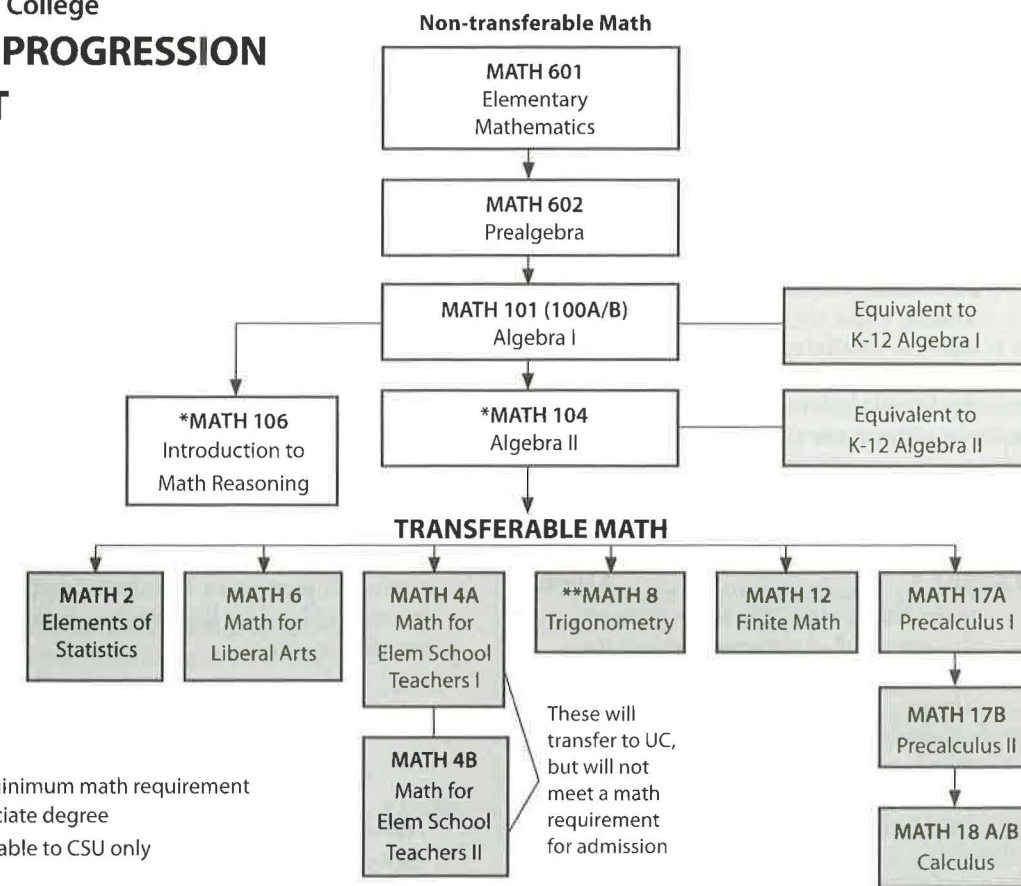 College
PROGRESSION
T
Non-transferable Math
MATH 601
Elementary
Mathematics
MATH 602
Prealgebra
MATH 101 (100A/B)
Algebra I
Equivalent to
K-12 Algebra I
*MATH 106
Introduction to
Math Reasoning
*MATH 104
Algebra II
Equivalent to
K-12 Algebra II
TRANSFERABLE MATH
MATH 2
Elements of
Statistics
MATH 6
Math for
Liberal Arts
MATH 4A
Math for
Elem School
Teachers I
**MATH 8
Trigonometry
MATH 12
Finite Math
MATH 17A
Precalculus I
MATH 4B
Math for
Elem School
Teachers II
These will
transfer to UC,
but will not
meet a math
requirement
for admission
MATH 17B
Precalculus II
MATH 18 A/B
Calculus
inimum math requirement
ciate degree
able to CSU only